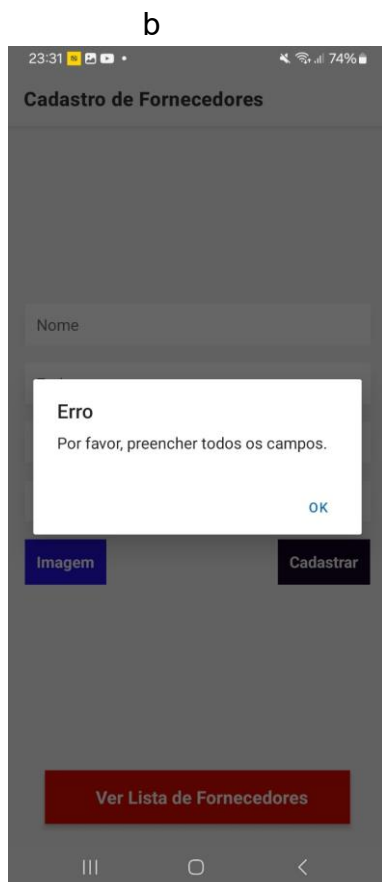 b
23:31
74%
Cadastro de Fornecedores
Nome
Erro
Por favor, preencher todos os campos.
OK
Imagem
Cadastrar
Ver Lista de Fornecedores